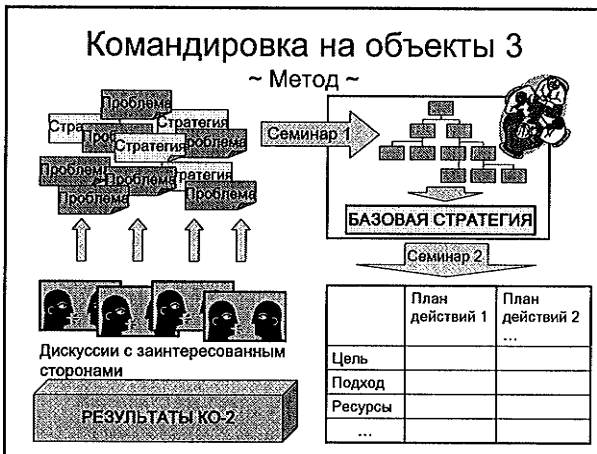 Командировка на объекты 3
~ Метод ~
Проблема
Стратегия
Проблема
Стратегия
Проблема
Проблема
Проблема
Стратегия
Проблема
Проблема
Семинар 1
БАЗОВАЯ СТРАТЕГИЯ
Семинар 2
Дискуссии с заинтересованным
сторонами
РЕЗУЛЬТАТЫ КО-2
План
действий 1
План
действий 2
...
Цель
Подход
Ресурсы
...